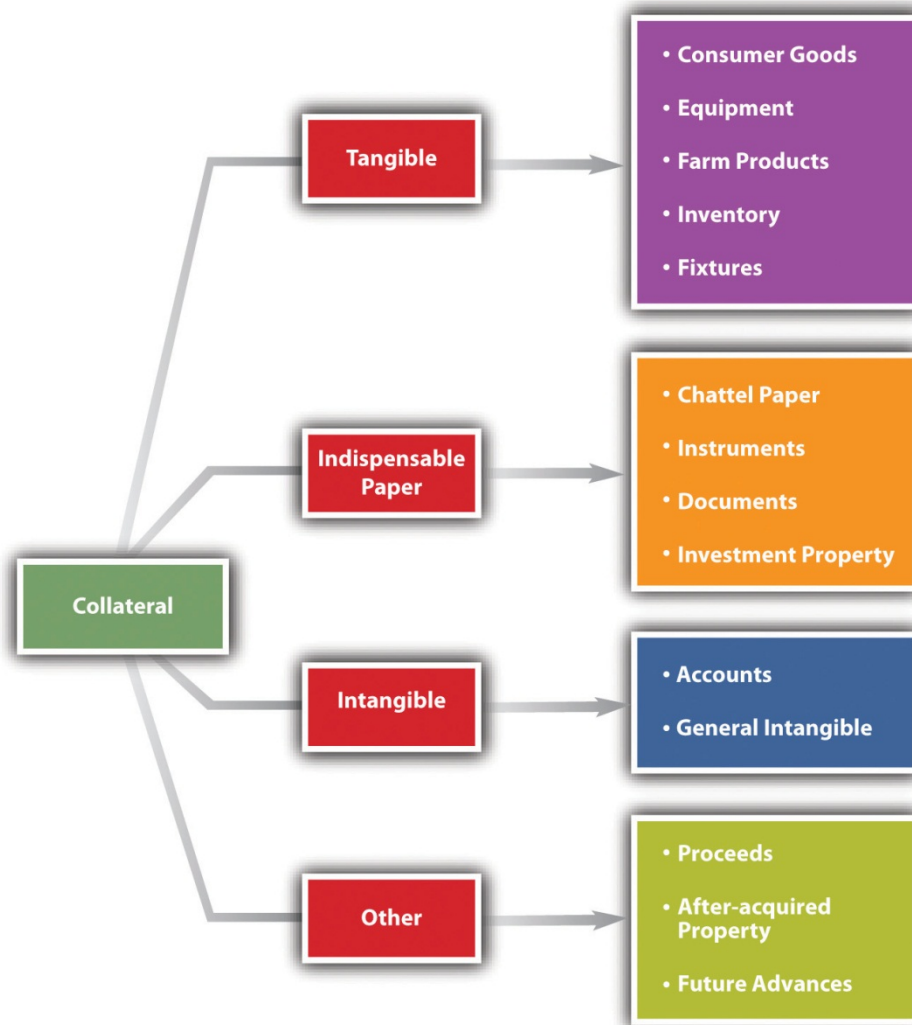 Collateral
Tangible
• Consumer Goods
• Equipment
• Farm Products
• Inventory
• Fixtures
Indispensable
Paper
• Chattel Paper
• Instruments
• Documents
• Investment Property
Intangible
• Accounts
• General Intangible
Other
• Proceeds
• After-acquired
Property
• Future Advances